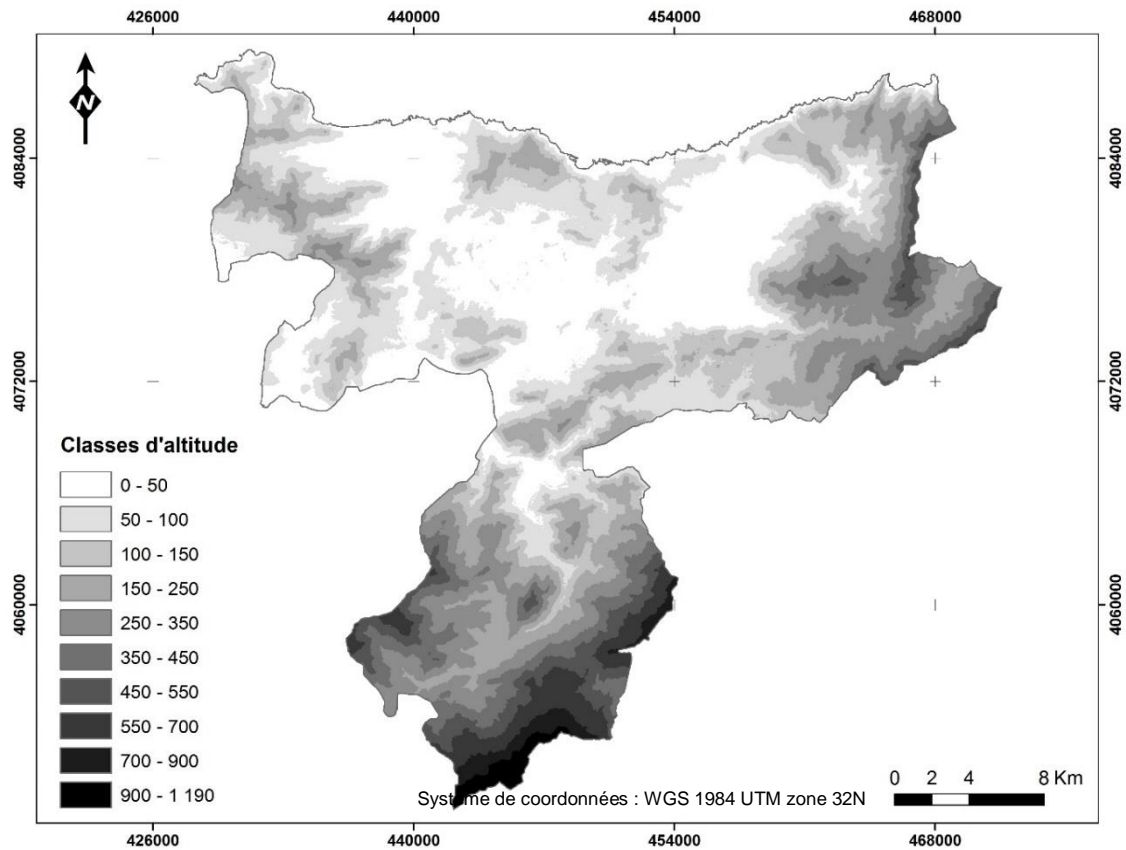 426000 440000 454000 468000
N
4084000 4084000
4072000 4072000
Classes d'altitude
0 - 50
50 - 100
100 - 150
150 - 250
250 - 350
350 - 450
450 - 550
550 - 700
700 - 900
900 - 1 190
4060000 4060000
0 2 4 8 Km
Système de coordonnées : WGS 1984 UTM zone 32N
426000 440000 454000 468000